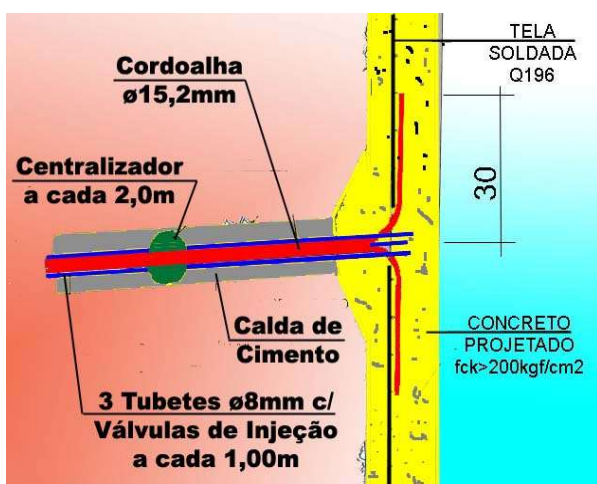 Cordoalha
ø15,2mm
TELA
SOLDADA
Q196
Centralizador
a cada 2,0m
30
Calda de
Cimento
CONCRETO
PROJETADO
fck>200kgf/cm2
3 Tubetes ø8mm c/
Válvulas de Injeção
a cada 1,00m